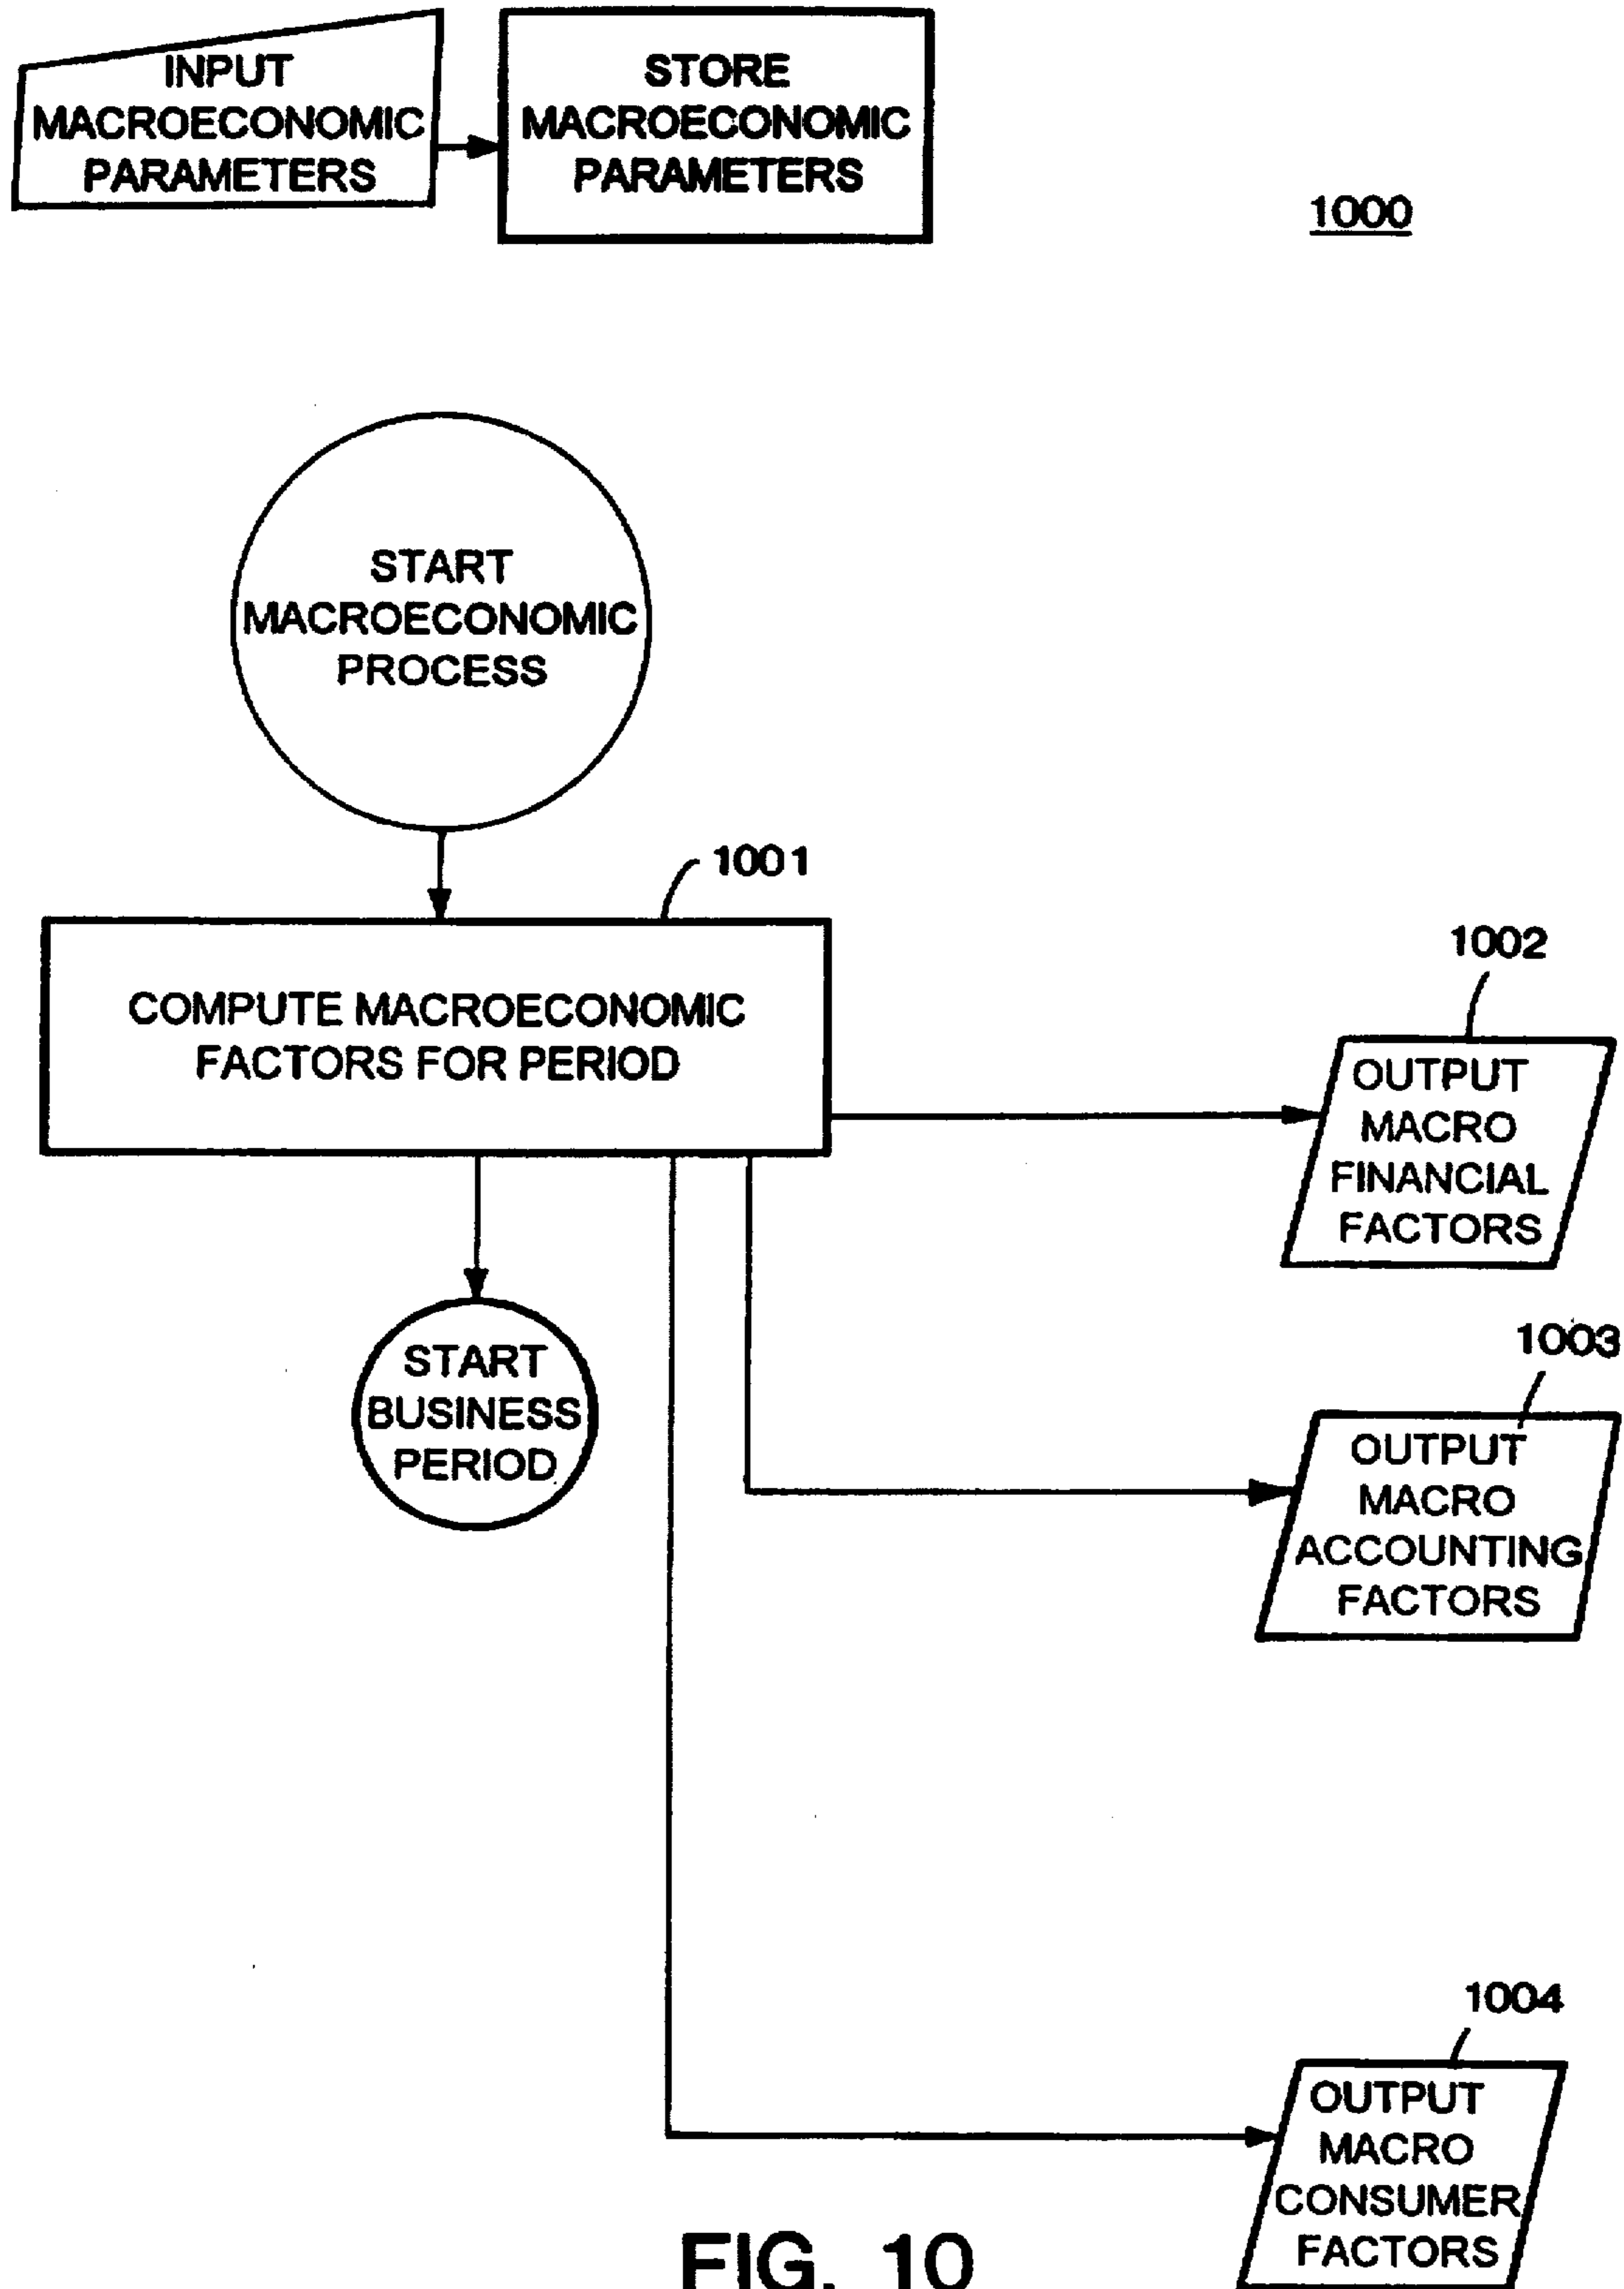 INPUT
MACROECONOMIC
PARAMETERS
STORE
MACROECONOMIC
PARAMETERS
1000
START
MACROECONOMIC
PROCESS
1001
COMPUTE MACROECONOMIC
FACTORS FOR PERIOD
1002
OUTPUT
MACRO
FINANCIAL
FACTORS
START
BUSINESS
PERIOD
1003
OUTPUT
MACRO
ACCOUNTING
FACTORS
1004
OUTPUT
MACRO
CONSUMER
FACTORS
FIG. 10